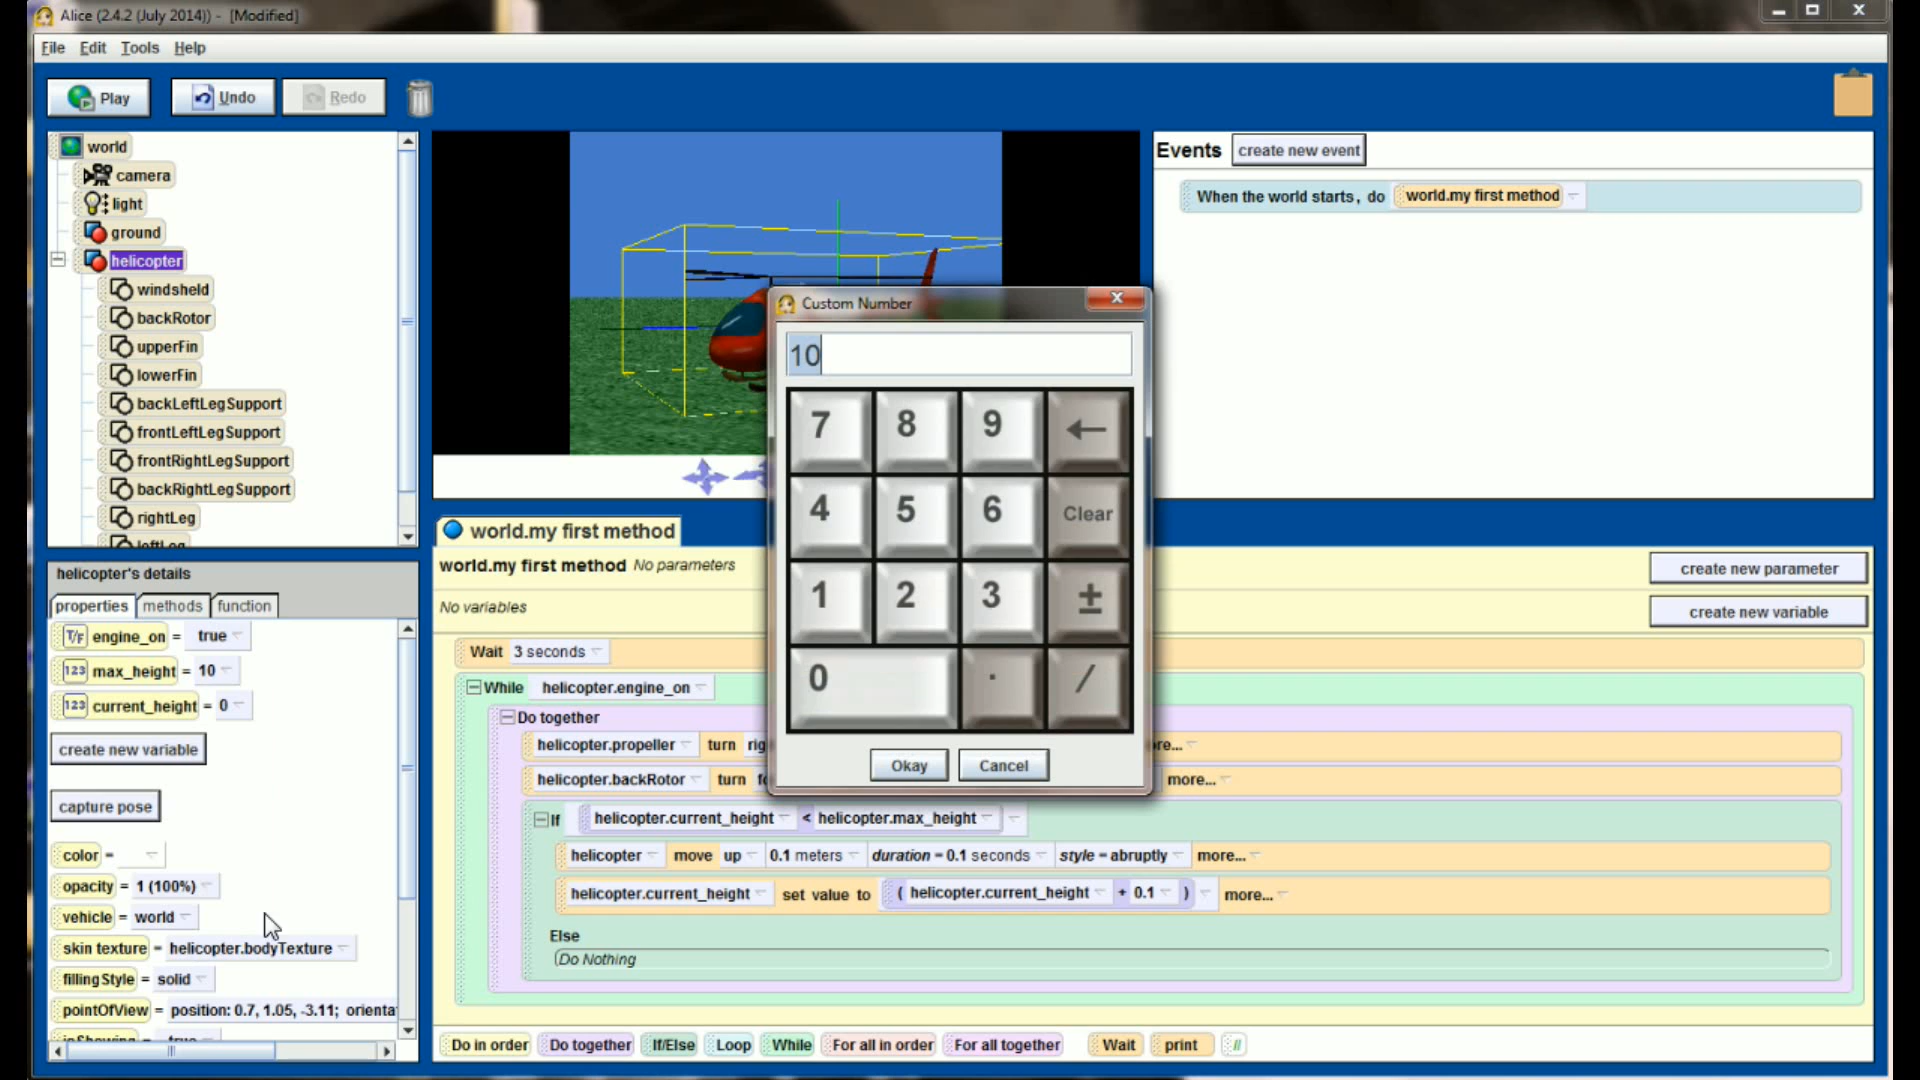 Alice (2.4.2 (July 2014)) - [Modified]
File Edit Tools Help
Play Undo Redo
world
camera
light
ground
helicopter
windsheld
backRotor
upperFin
lowerFin
backLeftLegSupport
frontLeftLegSupport
frontRightLegSupport
backRightLegSupport
rightLeg
leftLeg
Events create new event
When the world starts, do world.my first method
Custom Number
10
7 8 9 ←
4 5 6 Clear
1 2 3 ±
0 . /
Okay Cancel
helicopter's details
properties methods function
T/F engine_on = true
123 max_height = 10
123 current_height = 0
create new variable
capture pose
color =
opacity = 1 (100%)
vehicle = world
skin texture = helicopter.bodyTexture
fillingStyle = solid
pointOfView = position: 0.7, 1.05, -3.11; orienta
isShowing = true
world.my first method
world.my first method No parameters
create new parameter
No variables
create new variable
Wait 3 seconds
While helicopter.engine_on
Do together
helicopter.propeller turn
helicopter.backRotor turn more...
If helicopter.current_height < helicopter.max_height
helicopter move up 0.1 meters duration = 0.1 seconds style = abruptly more...
helicopter.current_height set value to ( helicopter.current_height + 0.1 ) more...
Else
(Do Nothing
Do in order Do together If/Else Loop While For all in order For all together Wait print //